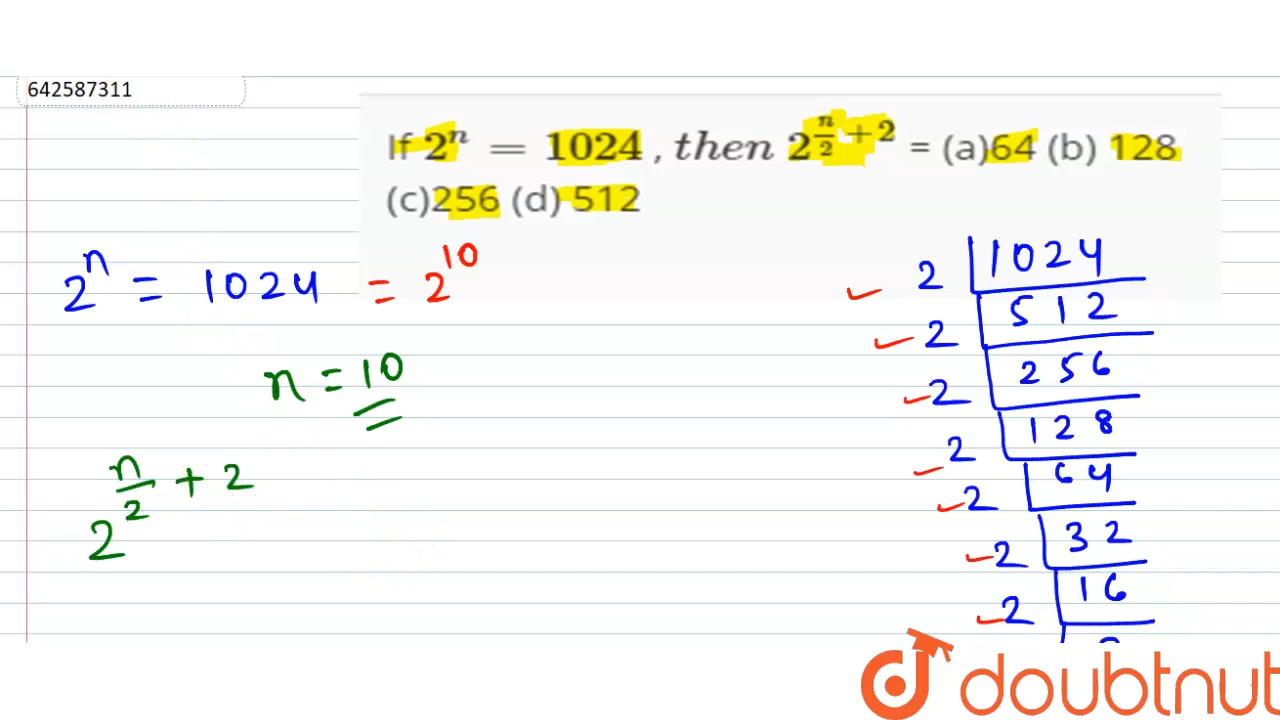 642587311
If 2^n = 1024 , then 2^{n/2 + 2} = (a)64 (b) 128
(c)256 (d) 512
2^n = 1024 = 2^10
n = 10
2^{n/2 + 2}
2 1024
2 512
2 256
2 128
2 64
2 32
2 16
doubtnut